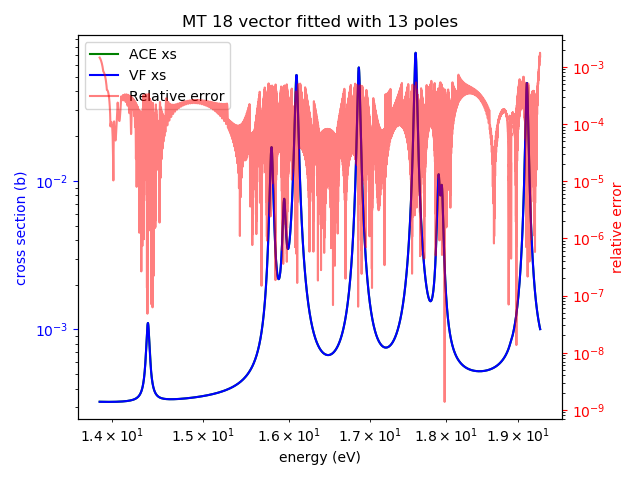 MT 18 vector fitted with 13 poles
ACE xs
VF xs
Relative error
cross section (b)
10⁻²
10⁻³
10⁻³
10⁻⁴
10⁻⁵
10⁻⁶
10⁻⁷
10⁻⁸
10⁻⁹
relative error
1.4 × 10¹ 1.5 × 10¹ 1.6 × 10¹ 1.7 × 10¹ 1.8 × 10¹ 1.9 × 10¹
energy (eV)